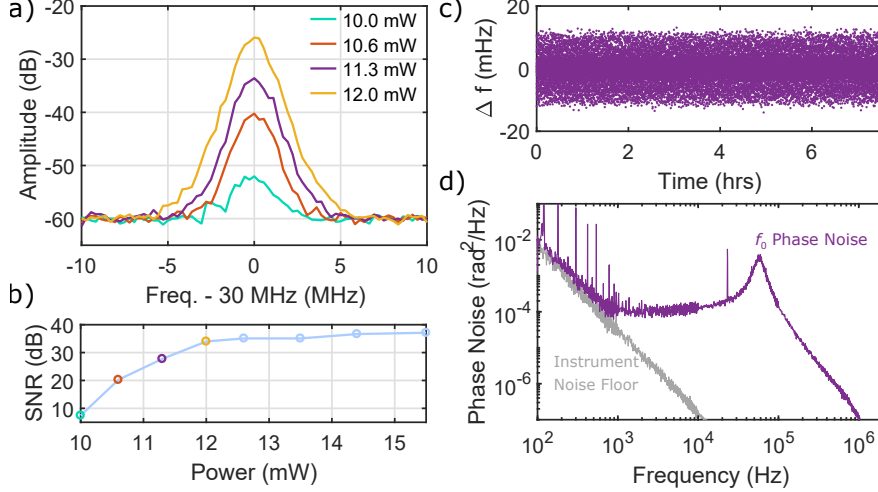 a)
Amplitude (dB)
-20
-30
-40
-50
-60
10.0 mW
10.6 mW
11.3 mW
12.0 mW
-10
-5
0
5
10
Freq. - 30 MHz (MHz)
b)
SNR (dB)
40
30
20
10
10
11
12
13
14
15
Power (mW)
c)
Δ f (mHz)
20
0
-20
0
2
4
6
Time (hrs)
d)
Phase Noise (rad²/Hz)
10⁻²
10⁻⁴
10⁻⁶
f₀ Phase Noise
Instrument
Noise Floor
10²
10³
10⁴
10⁵
10⁶
Frequency (Hz)